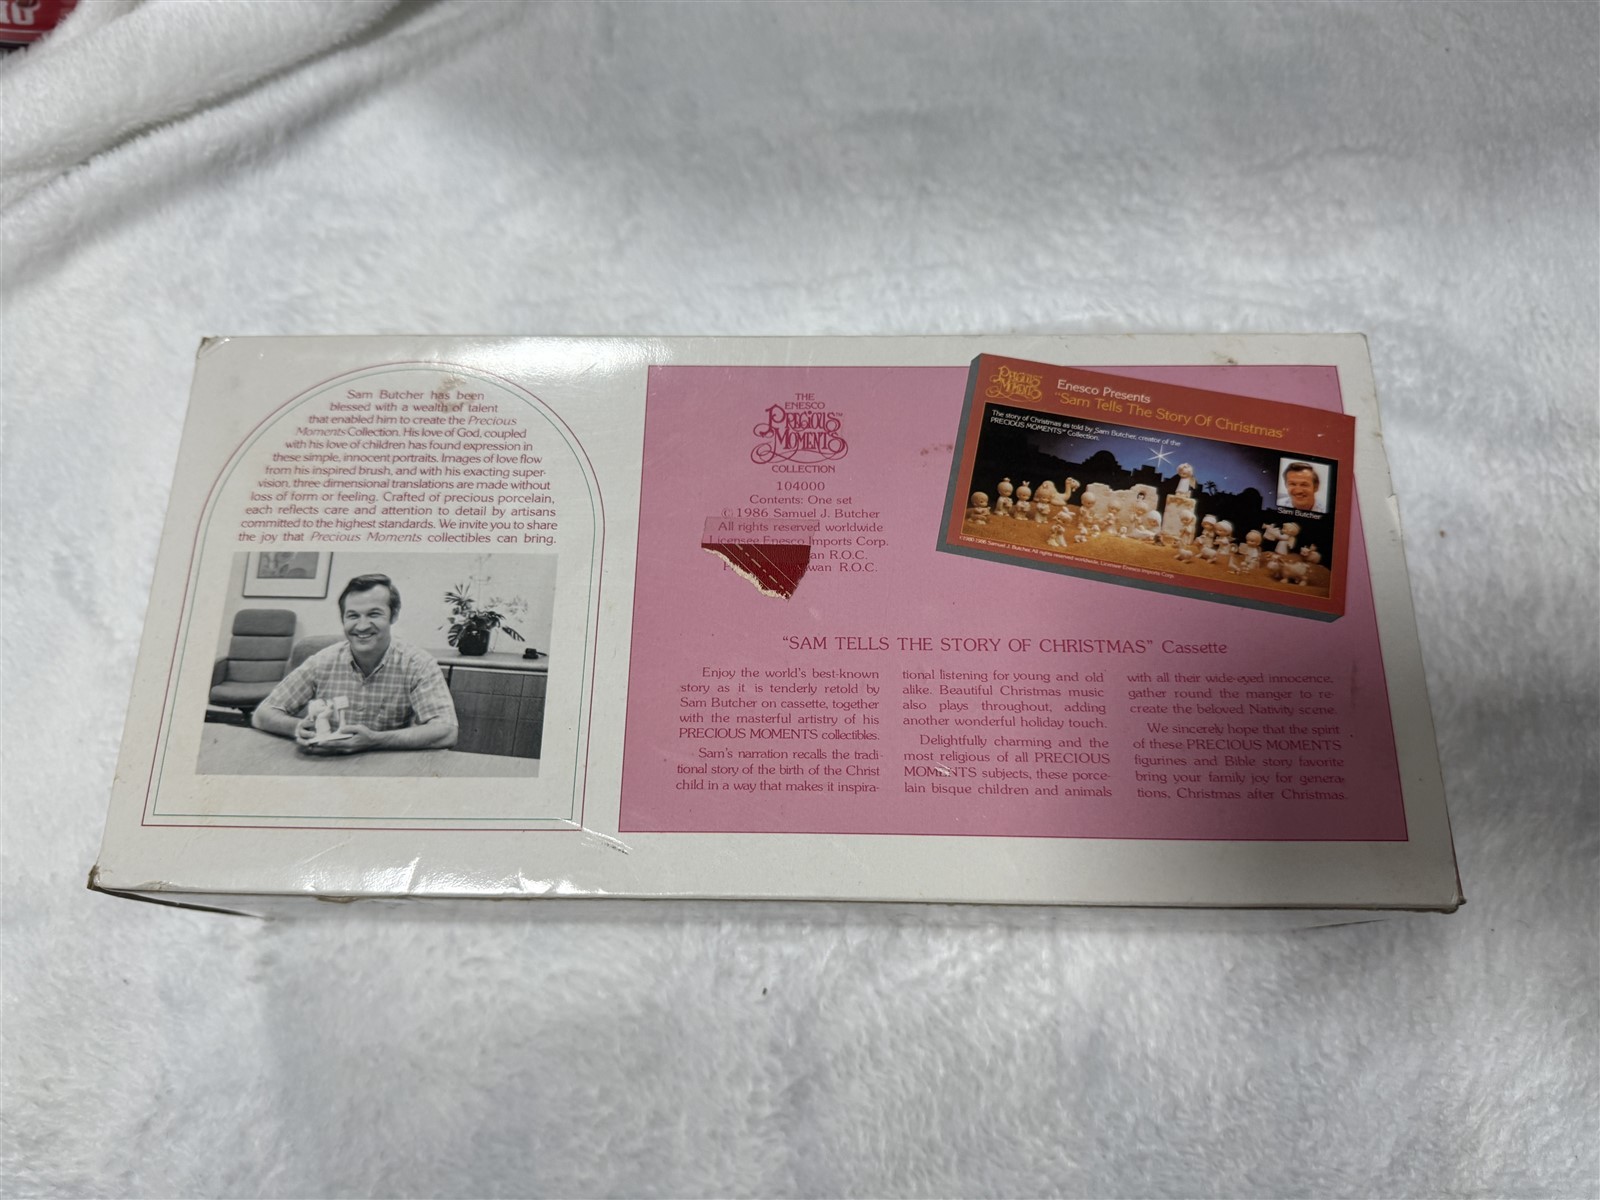 Sam Butcher has been
blessed with a wealth of talent
that enabled him to create the Precious
Moments Collection. His love of God, coupled
with his love of children has found expression in
these simple, innocent portraits. Images of love flow
from his inspired brush, and with his exacting super-
vision, three dimensional translations are made without
loss of form or feeling. Crafted of precious porcelain,
each reflects care and attention to detail by artisans
committed to the highest standards. We invite you to share
the joy that Precious Moments collectibles can bring.
THE
ENESCO
PRECIOUS
MOMENTS™
COLLECTION
104000
Contents: One set
© 1986 Samuel J. Butcher
All rights reserved worldwide
Licensee Enesco Imports Corp.
R.O.C.
R.O.C.
PRECIOUS
MOMENTS
Enesco Presents
"Sam Tells The Story Of Christmas"
The story of Christmas as told by Sam Butcher, creator of the
PRECIOUS MOMENTS™ Collection.
Sam Butcher
Samuel J. Butcher, All rights reserved worldwide, Licensee Enesco Imports Corp.
"SAM TELLS THE STORY OF CHRISTMAS" Cassette
Enjoy the world's best-known
story as it is tenderly retold by
Sam Butcher on cassette, together
with the masterful artistry of his
PRECIOUS MOMENTS collectibles.
Sam's narration recalls the tradi-
tional story of the birth of the Christ
child in a way that makes it inspira-
tional listening for young and old
alike. Beautiful Christmas music
also plays throughout, adding
another wonderful holiday touch.
Delightfully charming and the
most religious of all PRECIOUS
MOMENTS subjects, these porce-
lain bisque children and animals
with all their wide-eyed innocence,
gather round the manger to re-
create the beloved Nativity scene.
We sincerely hope that the spirit
of these PRECIOUS MOMENTS
figurines and Bible story favorite
bring your family joy for genera-
tions, Christmas after Christmas.